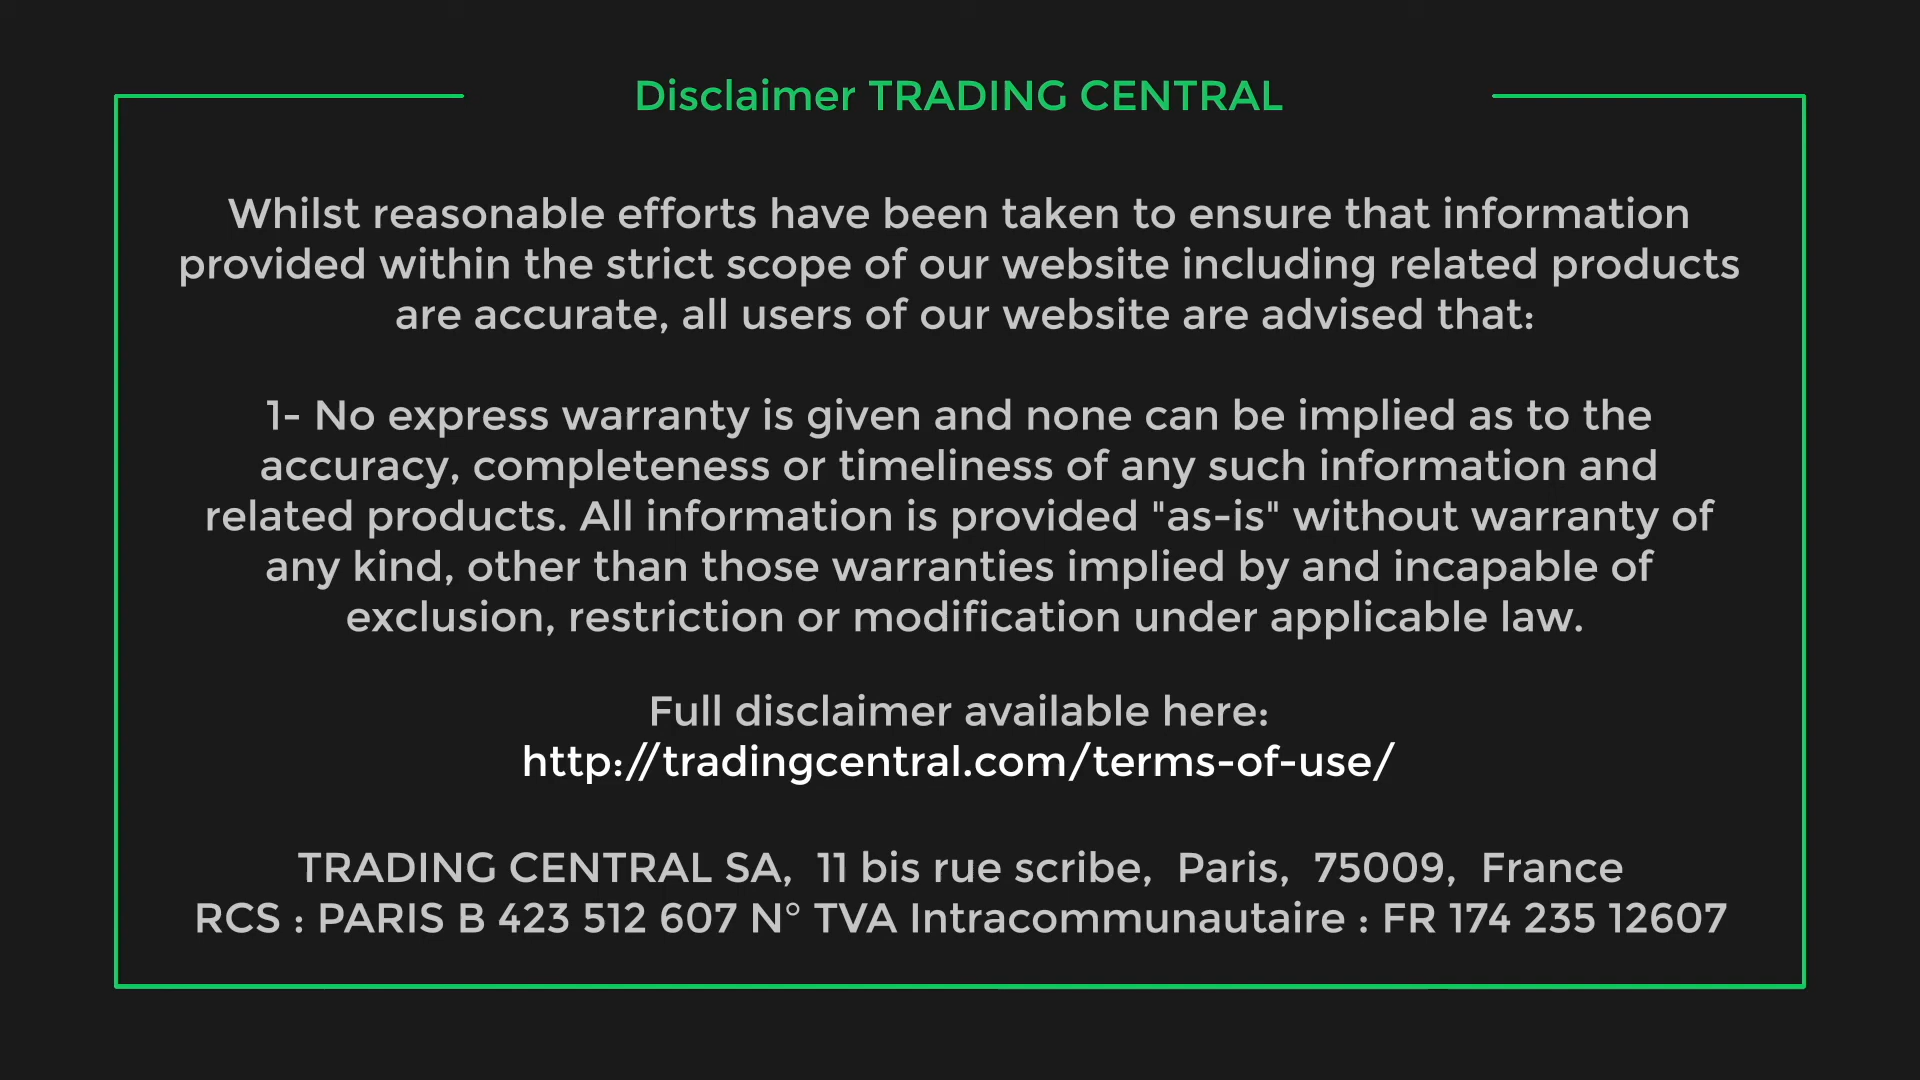 Disclaimer TRADING CENTRAL
Whilst reasonable efforts have been taken to ensure that information
provided within the strict scope of our website including related products
are accurate, all users of our website are advised that:
1- No express warranty is given and none can be implied as to the
accuracy, completeness or timeliness of any such information and
related products. All information is provided "as-is" without warranty of
any kind, other than those warranties implied by and incapable of
exclusion, restriction or modification under applicable law.
Full disclaimer available here:
http://tradingcentral.com/terms-of-use/
TRADING CENTRAL SA,  11 bis rue scribe,  Paris,  75009,  France
RCS : PARIS B 423 512 607 N° TVA Intracommunautaire : FR 174 235 12607